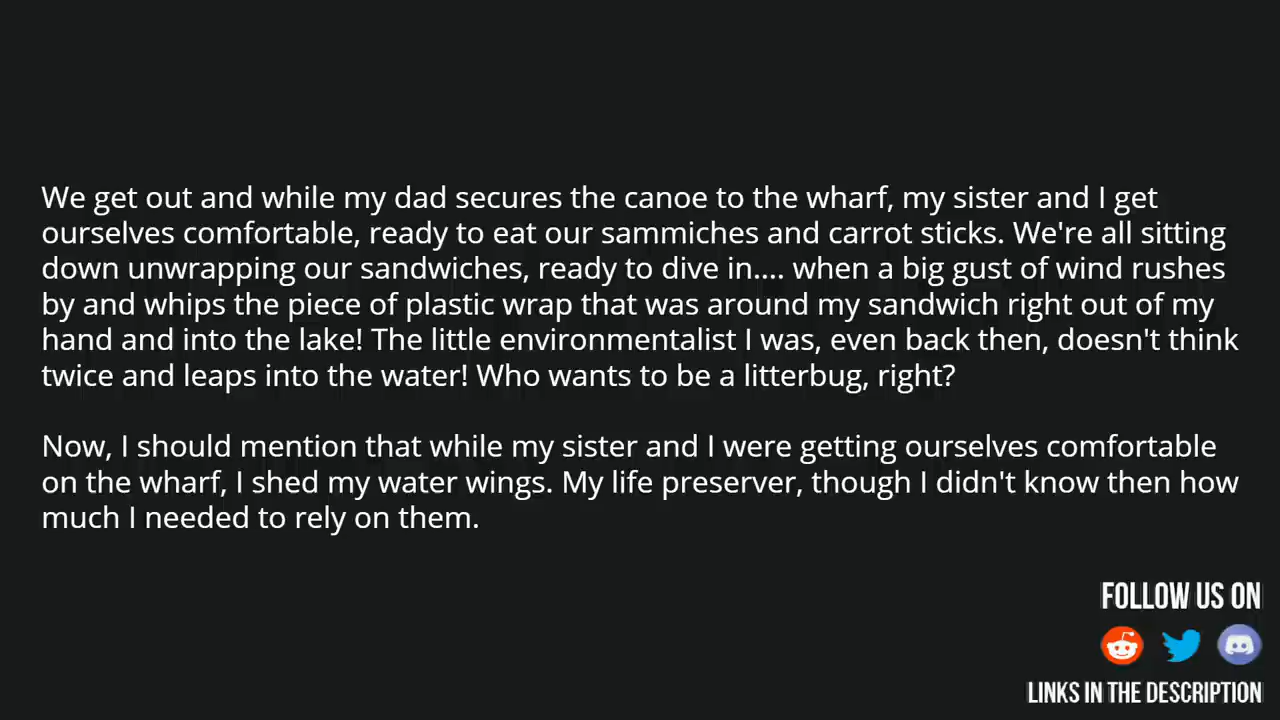 We get out and while my dad secures the canoe to the wharf, my sister and I get
ourselves comfortable, ready to eat our sammiches and carrot sticks. We're all sitting
down unwrapping our sandwiches, ready to dive in.... when a big gust of wind rushes
by and whips the piece of plastic wrap that was around my sandwich right out of my
hand and into the lake! The little environmentalist I was, even back then, doesn't think
twice and leaps into the water! Who wants to be a litterbug, right?
Now, I should mention that while my sister and I were getting ourselves comfortable
on the wharf, I shed my water wings. My life preserver, though I didn't know then how
much I needed to rely on them.
FOLLOW US ON
LINKS IN THE DESCRIPTION